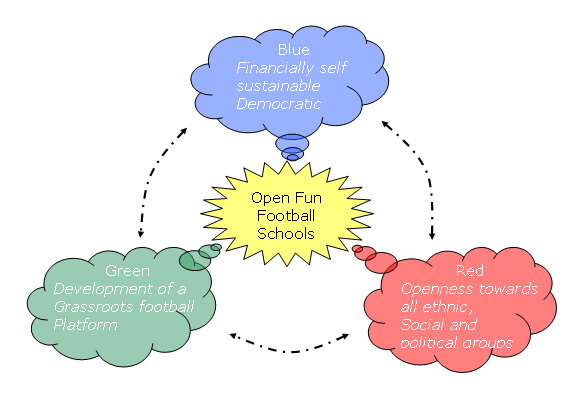 Blue
Financially self
sustainable
Democratic
Open Fun
Football
Schools
Green
Development of a
Grassroots football
Platform
Red
Openness towards
all ethnic,
Social and
political groups